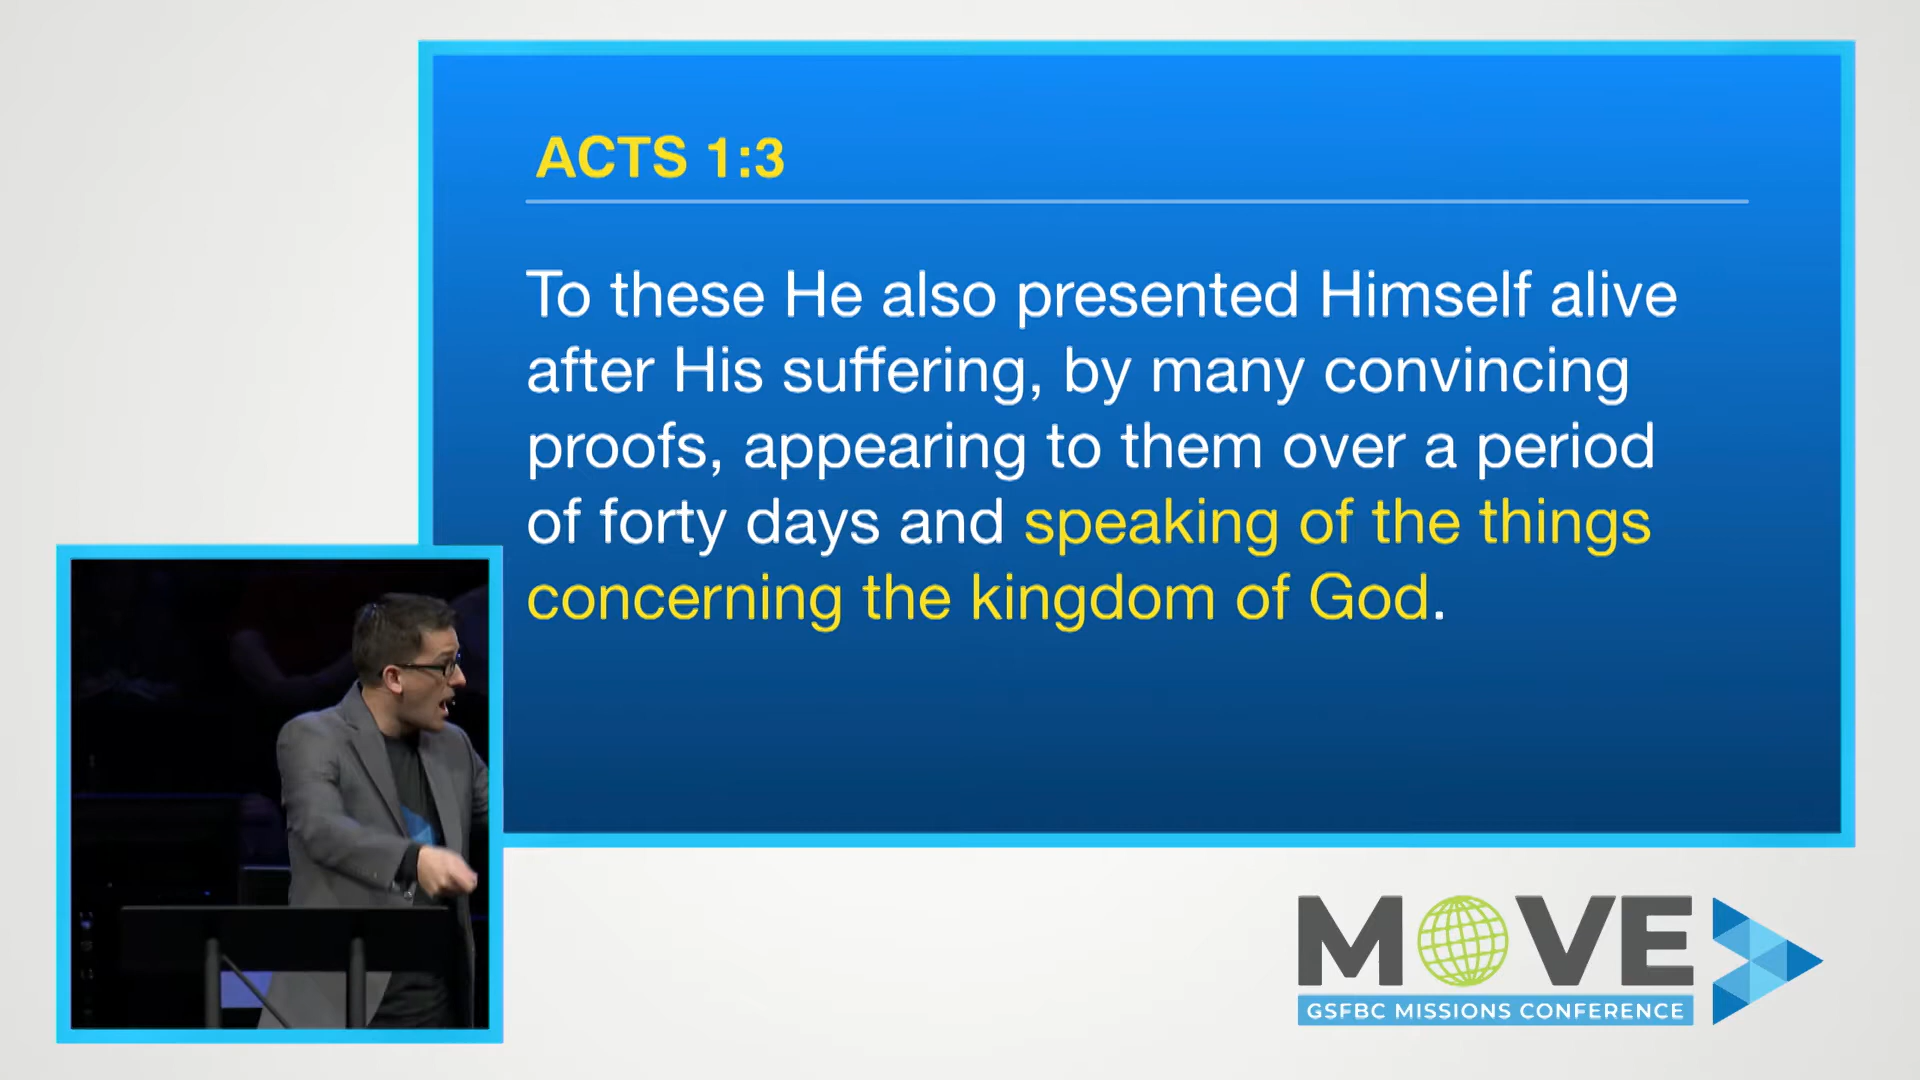 ACTS 1:3
To these He also presented Himself alive
after His suffering, by many convincing
proofs, appearing to them over a period
of forty days and speaking of the things
concerning the kingdom of God.
MOVE
GSFBC MISSIONS CONFERENCE